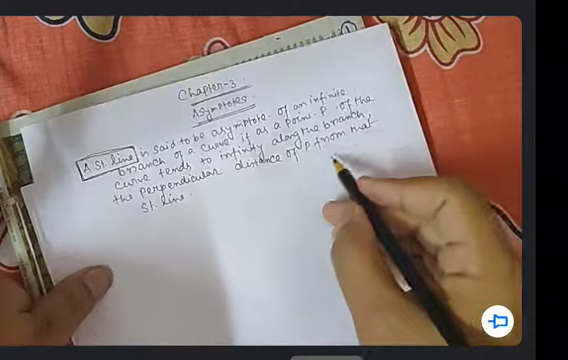 1
Chapter-3
Asymptotes
A St. line is said to be asymptote of an infinite
branch of a curve if as a point P of the
curve tends to infinity along the branch,
the perpendicular distance of P from that
St. line.